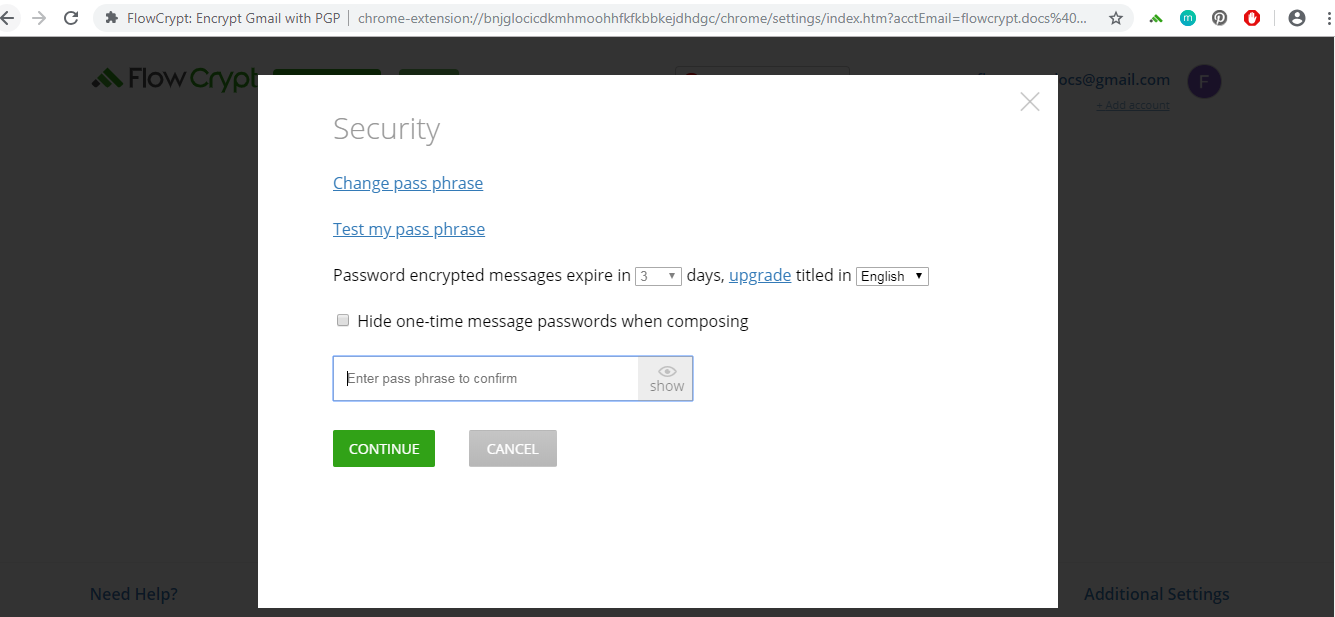 FlowCrypt: Encrypt Gmail with PGP | chrome-extension://bnjglocicdkmhmoohhfkfkbbkejdhdgc/chrome/settings/index.htm?acctEmail=flowcrypt.docs%40...
m
FlowCrypt
ocs@gmail.com
F
+ Add account
Security
Change pass phrase
Test my pass phrase
Password encrypted messages expire in 3 days, upgrade titled in English
Hide one-time message passwords when composing
Enter pass phrase to confirm
show
CONTINUE CANCEL
Need Help? Additional Settings